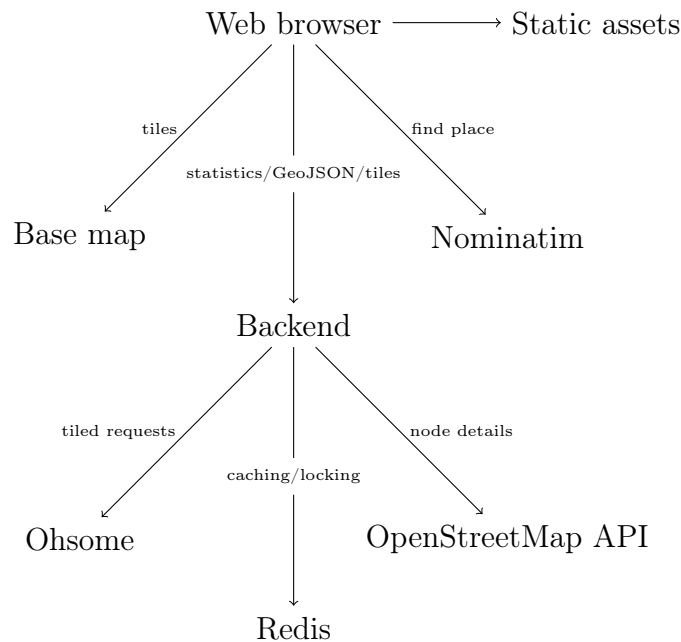 Web browser
Static assets
tiles
find place
statistics/GeoJSON/tiles
Base map
Nominatim
Backend
tiled requests
node details
caching/locking
Ohsome
OpenStreetMap API
Redis